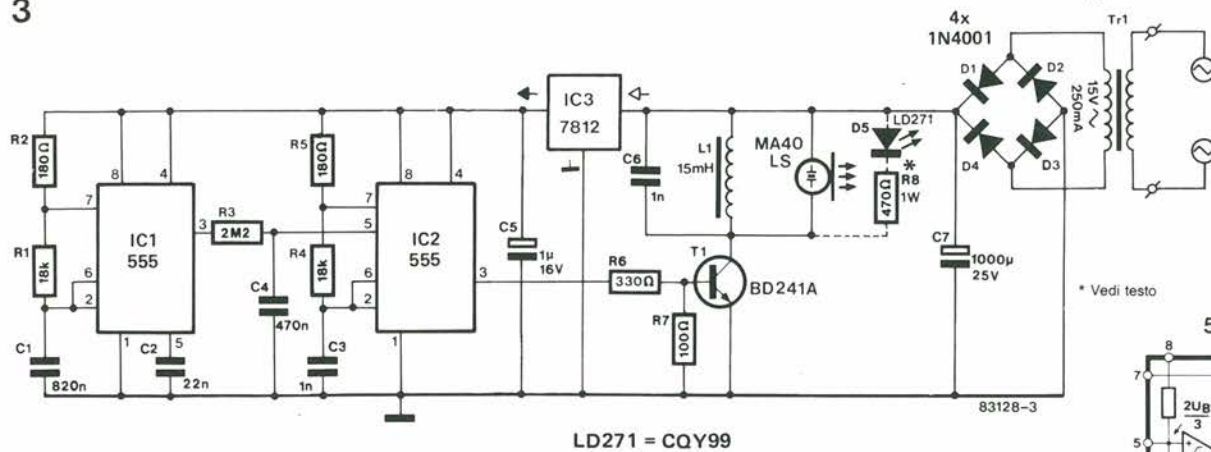 3
4x
1N4001
Tr1
D1
D2
D4
D3
15V ~
250mA
IC3
7812
R2
180Ω
R5
180Ω
8
4
8
4
7
7
R1
18k
IC1
555
3
R3
2M2
5
R4
18k
IC2
555
3
6
2
6
2
1
5
1
C1
820n
C2
22n
C4
470n
C3
1n
C5
1µ
16V
R6
330Ω
R7
100Ω
T1
BD241A
C6
1n
L1
15mH
MA40
LS
D5
LD271
*
R8
470Ω
1W
C7
1000µ
25V
* Vedi testo
83128-3
LD271 = CQY99
5
8
7
2UB
3
5
+